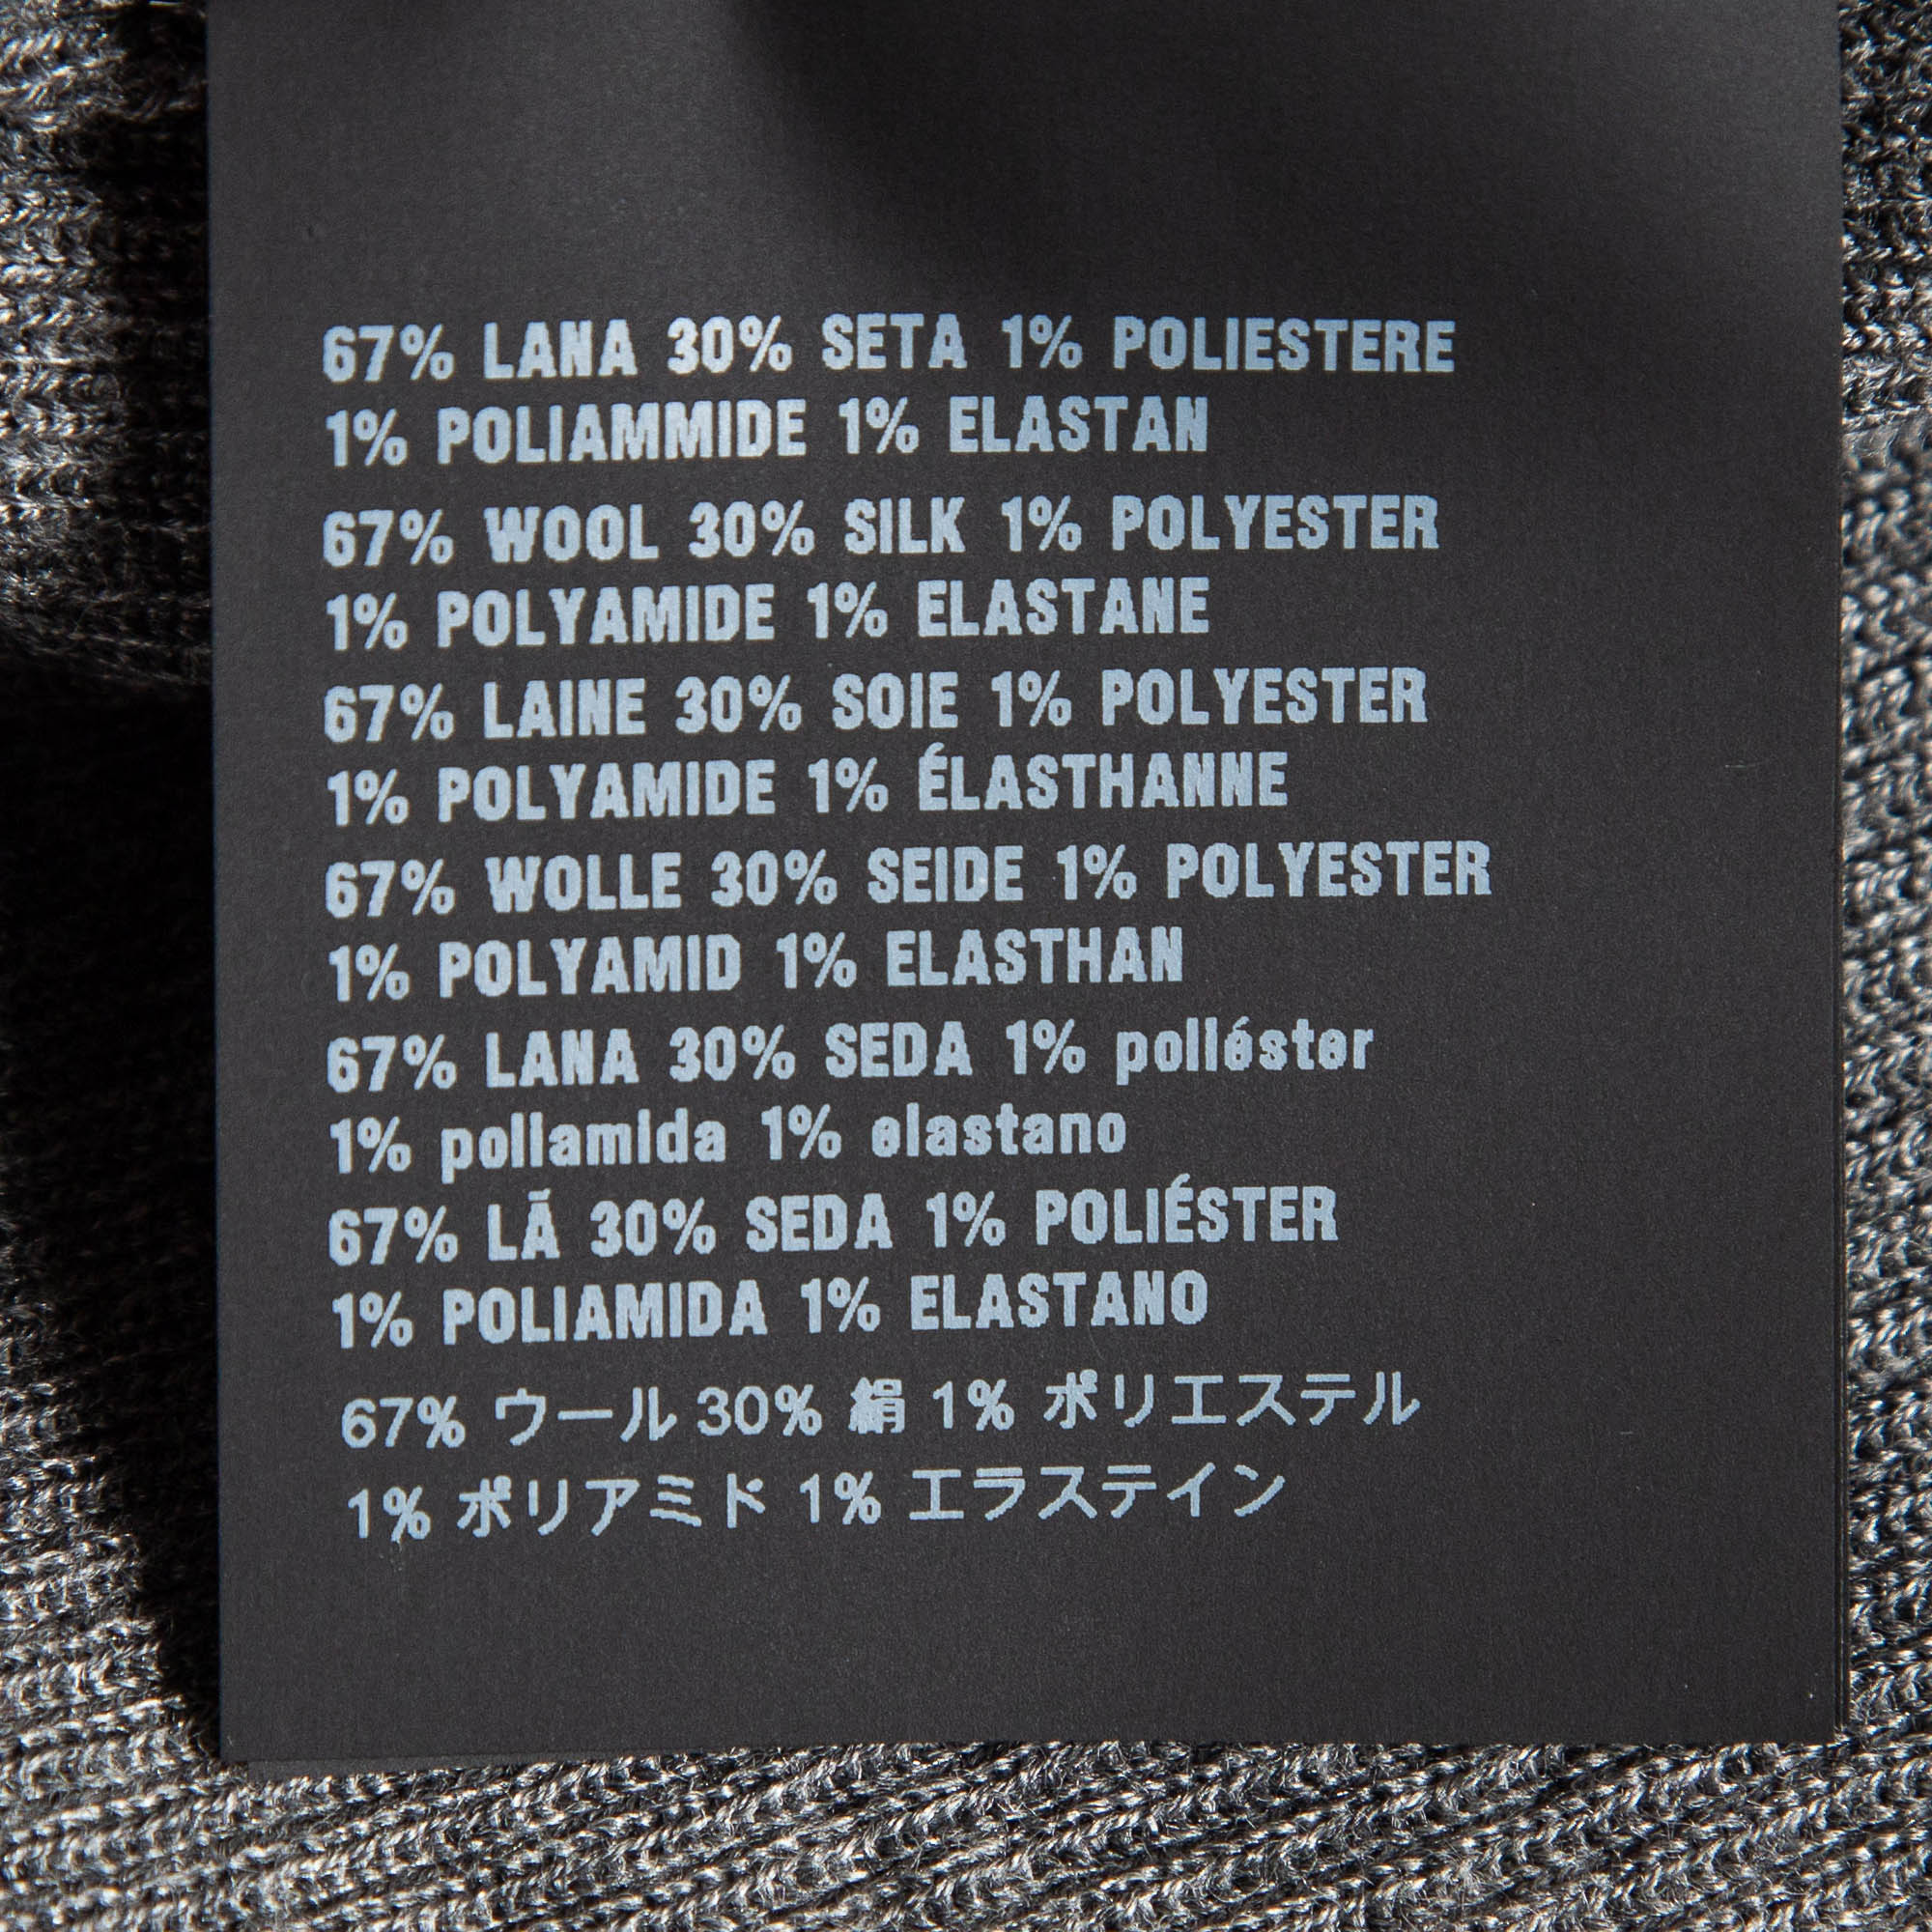 67% LANA 30% SETA 1% POLIESTERE
1% POLIAMMIDE 1% ELASTAN
67% WOOL 30% SILK 1% POLYESTER
1% POLYAMIDE 1% ELASTANE
67% LAINE 30% SOIE 1% POLYESTER
1% POLYAMIDE 1% ÉLASTHANNE
67% WOLLE 30% SEIDE 1% POLYESTER
1% POLYAMID 1% ELASTHAN
67% LANA 30% SEDA 1% poliéster
1% poliamida 1% elastano
67% LÃ 30% SEDA 1% POLIÉSTER
1% POLIAMIDA 1% ELASTANO
67% ウール 30% 絹 1% ポリエステル
1% ポリアミド 1% エラステイン